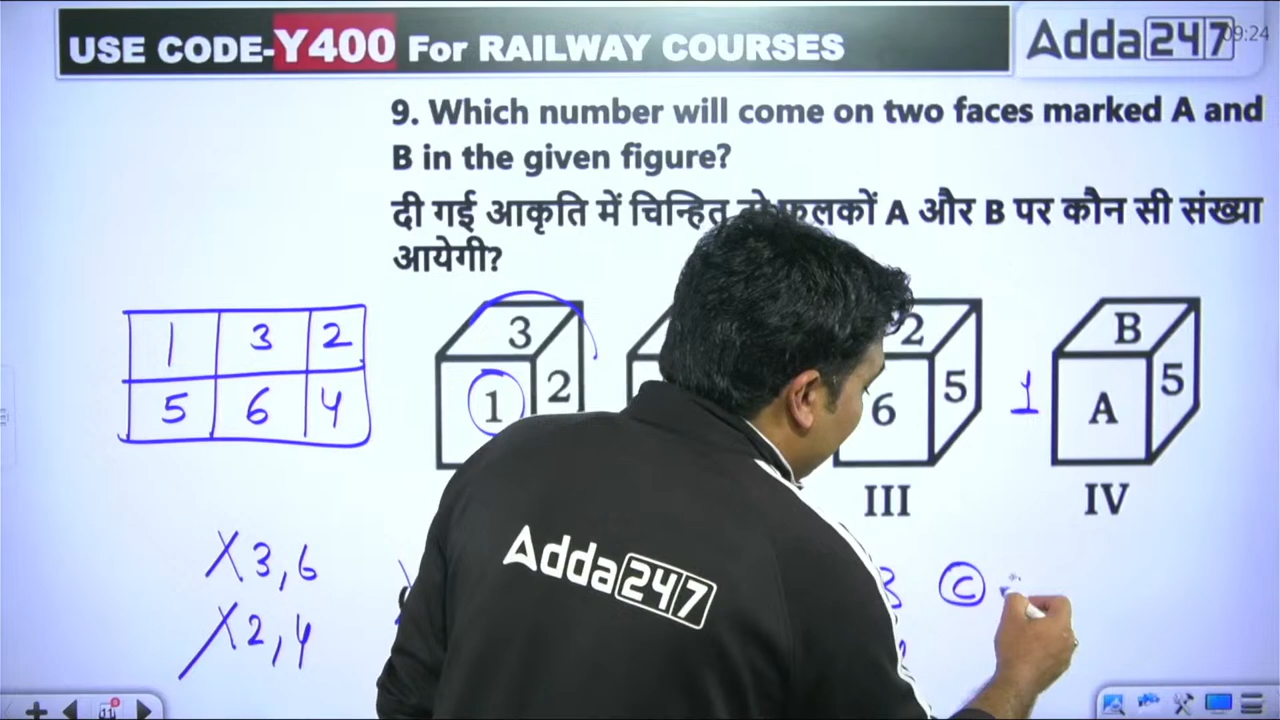 USE CODE-Y400 For RAILWAY COURSES
Adda247
09:24
9. Which number will come on two faces marked A and
B in the given figure?
दी गई आकृति में चिन्हित दो फलकों A और B पर कौन सी संख्या
आयेगी?
1 3 2
5 6 4
3
1 2
2
6 5
1
B
A 5
III
IV
X 3, 6
X 2, 4
3 C
Adda247
11